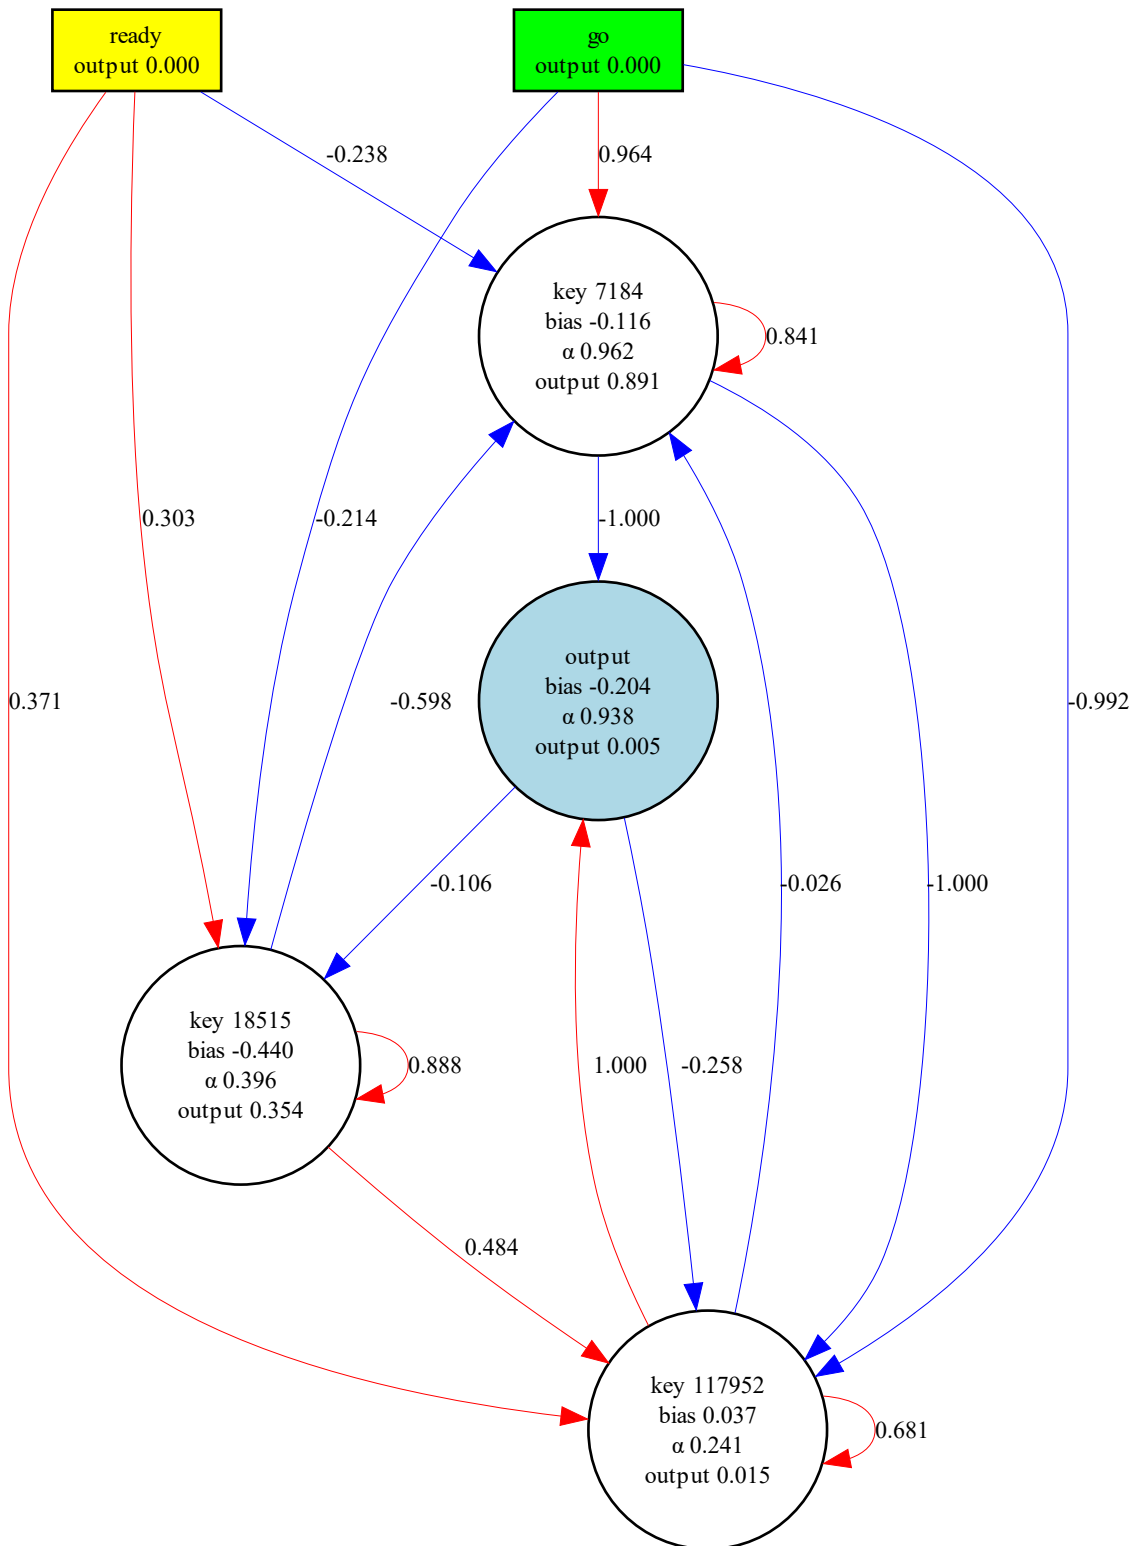 ready
output 0.000
go
output 0.000
-0.238
0.964
key 7184
bias -0.116
α 0.962
output 0.891
0.841
0.303
-0.214
-1.000
0.371
-0.598
output
bias -0.204
α 0.938
output 0.005
-0.992
-0.106
-0.026
-1.000
key 18515
bias -0.440
α 0.396
output 0.354
0.888
1.000
-0.258
0.484
key 117952
bias 0.037
α 0.241
output 0.015
0.681